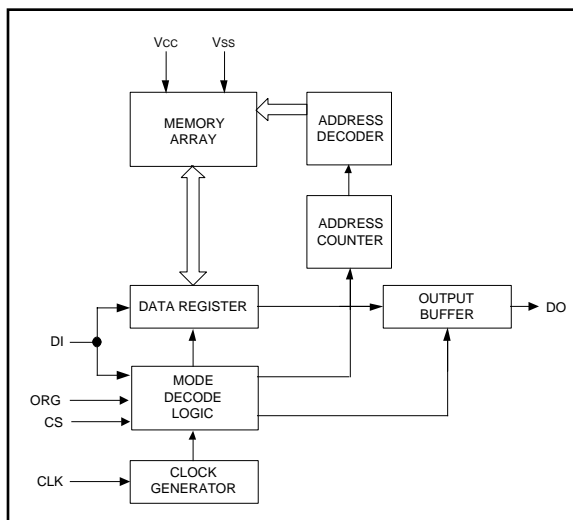 Vcc Vss
MEMORY
ARRAY
ADDRESS
DECODER
ADDRESS
COUNTER
DATA REGISTER
OUTPUT
BUFFER
DO
DI
MODE
DECODE
LOGIC
ORG
CS
CLK
CLOCK
GENERATOR